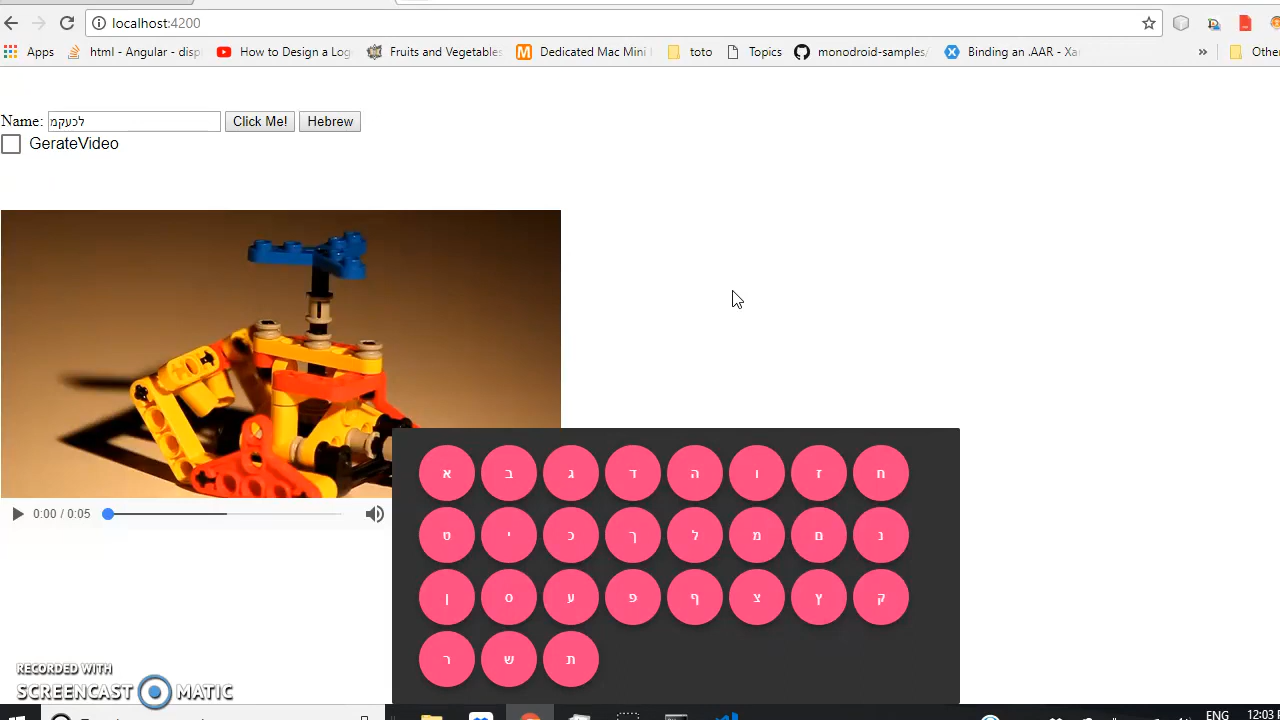 localhost:4200
Apps html - Angular - disp How to Design a Log Fruits and Vegetables Dedicated Mac Mini toto Topics monodroid-samples/ Binding an .AAR - Xar » Other
Name: לכעקמ Click Me! Hebrew
GerateVideo
0:00 / 0:05
א ב ג ד ה ו ז ח
ט י כ ך ל מ ם נ
ן ס ע פ ף צ ץ ק
ר ש ת
RECORDED WITH
SCREENCAST MATIC
ENG 12:03